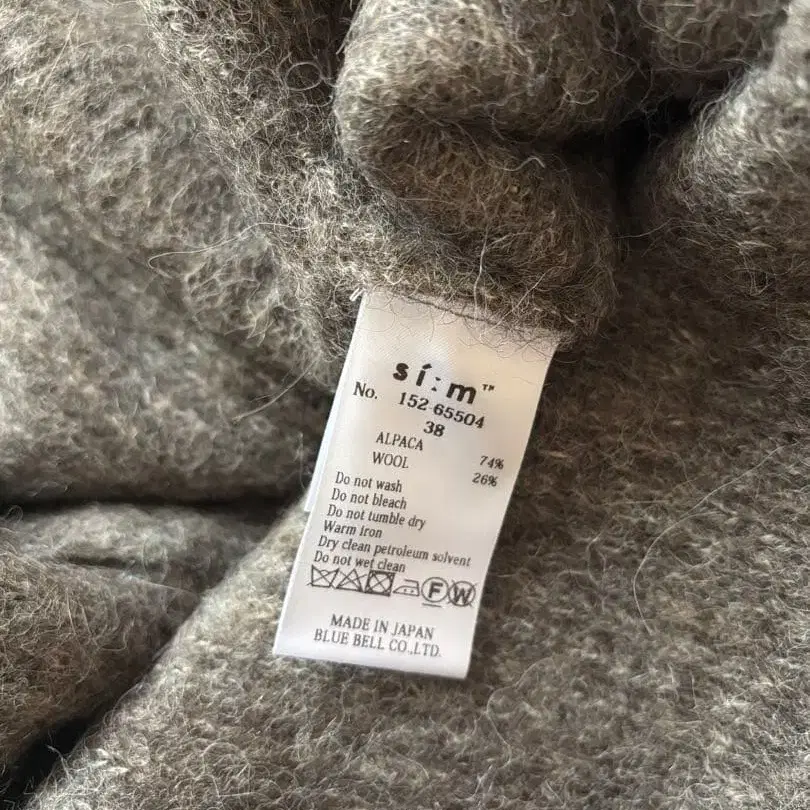 sí:m™
No. 152-65504
38
ALPACA 74%
WOOL 26%
Do not wash
Do not bleach
Do not tumble dry
Warm iron
Dry clean petroleum solvent
Do not wet clean
F W
MADE IN JAPAN
BLUE BELL CO.,LTD.